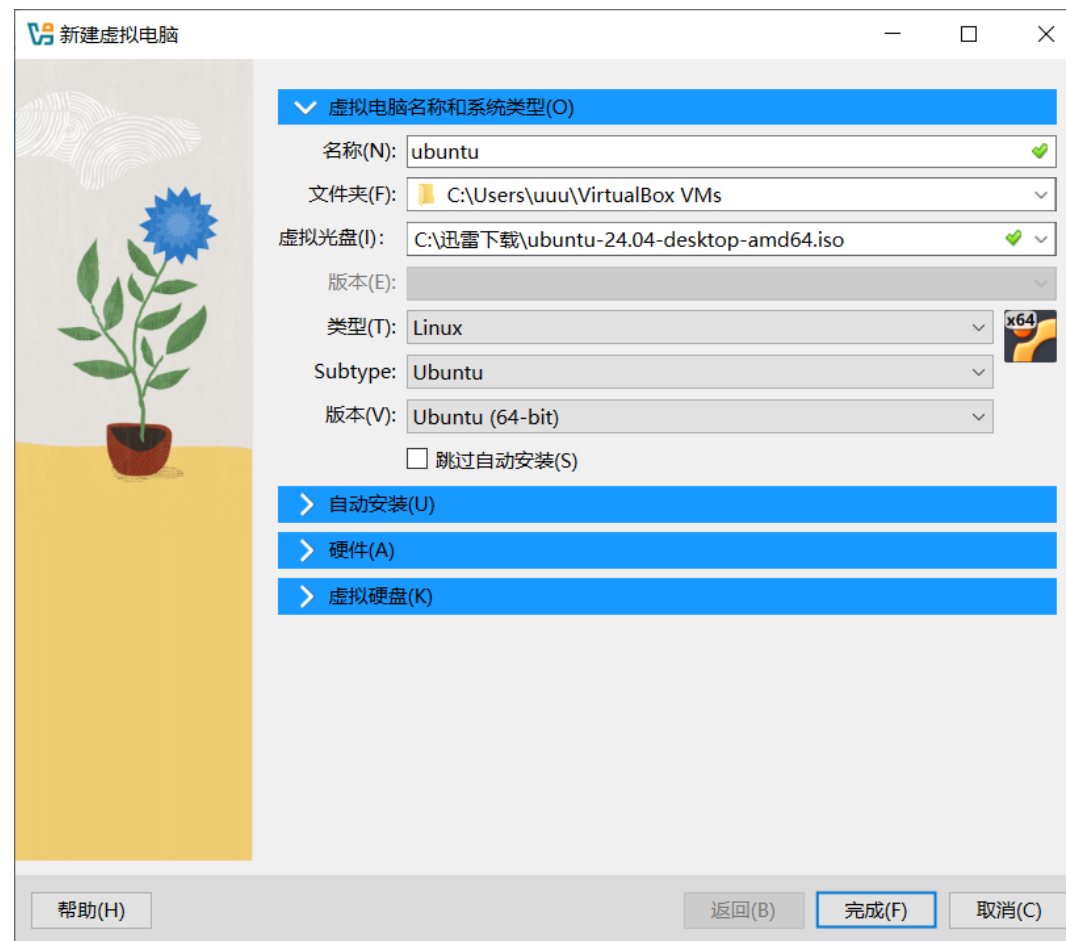 新建虚拟电脑
虚拟电脑名称和系统类型(O)
名称(N): ubuntu
文件夹(F): C:\Users\uuu\VirtualBox VMs
虚拟光盘(I): C:\迅雷下载\ubuntu-24.04-desktop-amd64.iso
版本(E):
类型(T): Linux x64
Subtype: Ubuntu
版本(V): Ubuntu (64-bit)
跳过自动安装(S)
自动安装(U)
硬件(A)
虚拟硬盘(K)
帮助(H) 返回(B) 完成(F) 取消(C)